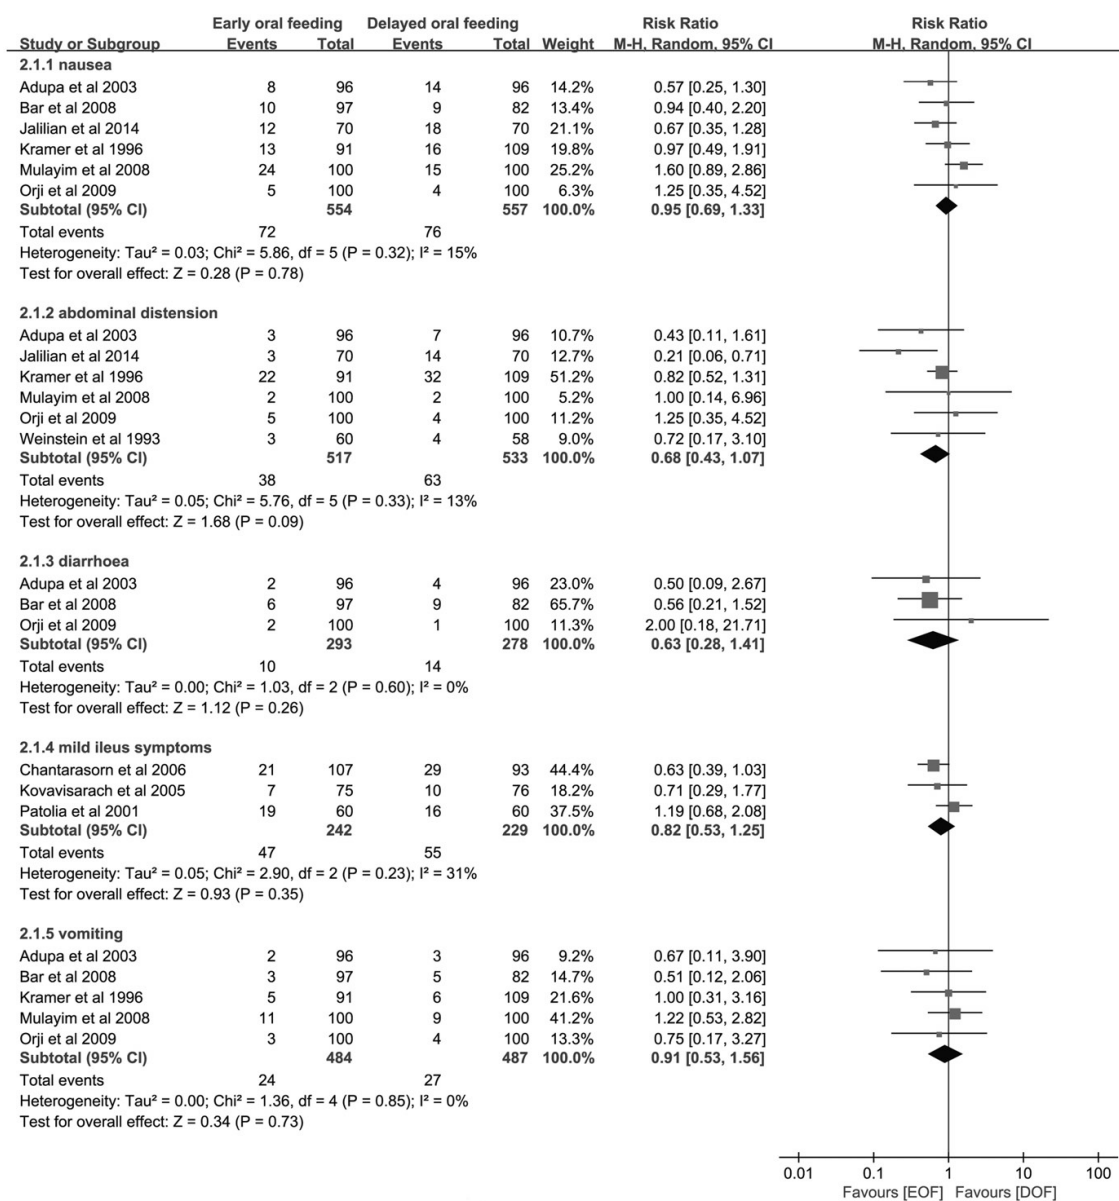 Early oral feeding Delayed oral feeding Risk Ratio Risk Ratio
Study or Subgroup Events Total Events Total Weight M-H, Random, 95% CI M-H, Random, 95% CI
2.1.1 nausea
Adupa et al 2003 8 96 14 96 14.2% 0.57 [0.25, 1.30]
Bar et al 2008 10 97 9 82 13.4% 0.94 [0.40, 2.20]
Jalilian et al 2014 12 70 18 70 21.1% 0.67 [0.35, 1.28]
Kramer et al 1996 13 91 16 109 19.8% 0.97 [0.49, 1.91]
Mulayim et al 2008 24 100 15 100 25.2% 1.60 [0.89, 2.86]
Orji et al 2009 5 100 4 100 6.3% 1.25 [0.35, 4.52]
Subtotal (95% CI) 554 557 100.0% 0.95 [0.69, 1.33]
Total events 72 76
Heterogeneity: Tau² = 0.03; Chi² = 5.86, df = 5 (P = 0.32); I² = 15%
Test for overall effect: Z = 0.28 (P = 0.78)
2.1.2 abdominal distension
Adupa et al 2003 3 96 7 96 10.7% 0.43 [0.11, 1.61]
Jalilian et al 2014 3 70 14 70 12.7% 0.21 [0.06, 0.71]
Kramer et al 1996 22 91 32 109 51.2% 0.82 [0.52, 1.31]
Mulayim et al 2008 2 100 2 100 5.2% 1.00 [0.14, 6.96]
Orji et al 2009 5 100 4 100 11.2% 1.25 [0.35, 4.52]
Weinstein et al 1993 3 60 4 58 9.0% 0.72 [0.17, 3.10]
Subtotal (95% CI) 517 533 100.0% 0.68 [0.43, 1.07]
Total events 38 63
Heterogeneity: Tau² = 0.05; Chi² = 5.76, df = 5 (P = 0.33); I² = 13%
Test for overall effect: Z = 1.68 (P = 0.09)
2.1.3 diarrhoea
Adupa et al 2003 2 96 4 96 23.0% 0.50 [0.09, 2.67]
Bar et al 2008 6 97 9 82 65.7% 0.56 [0.21, 1.52]
Orji et al 2009 2 100 1 100 11.3% 2.00 [0.18, 21.71]
Subtotal (95% CI) 293 278 100.0% 0.63 [0.28, 1.41]
Total events 10 14
Heterogeneity: Tau² = 0.00; Chi² = 1.03, df = 2 (P = 0.60); I² = 0%
Test for overall effect: Z = 1.12 (P = 0.26)
2.1.4 mild ileus symptoms
Chantarasorn et al 2006 21 107 29 93 44.4% 0.63 [0.39, 1.03]
Kovavisarach et al 2005 7 75 10 76 18.2% 0.71 [0.29, 1.77]
Patolia et al 2001 19 60 16 60 37.5% 1.19 [0.68, 2.08]
Subtotal (95% CI) 242 229 100.0% 0.82 [0.53, 1.25]
Total events 47 55
Heterogeneity: Tau² = 0.05; Chi² = 2.90, df = 2 (P = 0.23); I² = 31%
Test for overall effect: Z = 0.93 (P = 0.35)
2.1.5 vomiting
Adupa et al 2003 2 96 3 96 9.2% 0.67 [0.11, 3.90]
Bar et al 2008 3 97 5 82 14.7% 0.51 [0.12, 2.06]
Kramer et al 1996 5 91 6 109 21.6% 1.00 [0.31, 3.16]
Mulayim et al 2008 11 100 9 100 41.2% 1.22 [0.53, 2.82]
Orji et al 2009 3 100 4 100 13.3% 0.75 [0.17, 3.27]
Subtotal (95% CI) 484 487 100.0% 0.91 [0.53, 1.56]
Total events 24 27
Heterogeneity: Tau² = 0.00; Chi² = 1.36, df = 4 (P = 0.85); I² = 0%
Test for overall effect: Z = 0.34 (P = 0.73)
0.01 0.1 1 10 100
Favours [EOF] Favours [DOF]